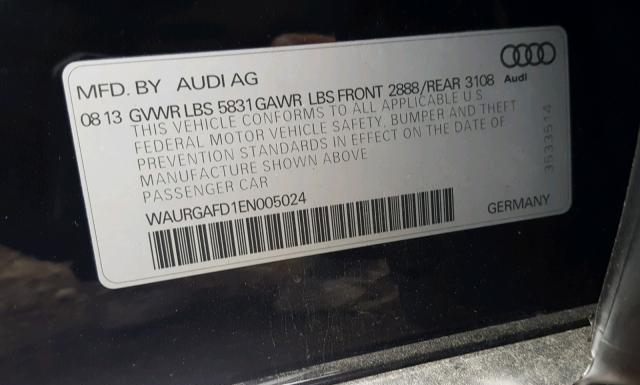 MFD. BY AUDI AG
Audi
08 13 GVWR LBS 5831 GAWR LBS FRONT 2888/REAR 3108
THIS VEHICLE CONFORMS TO ALL APPLICABLE U S
FEDERAL MOTOR VEHICLE SAFETY, BUMPER AND THEFT
PREVENTION STANDARDS IN EFFECT ON THE DATE OF
MANUFACTURE SHOWN ABOVE
PASSENGER CAR
3533514
WAURGAFD1EN005024
GERMANY